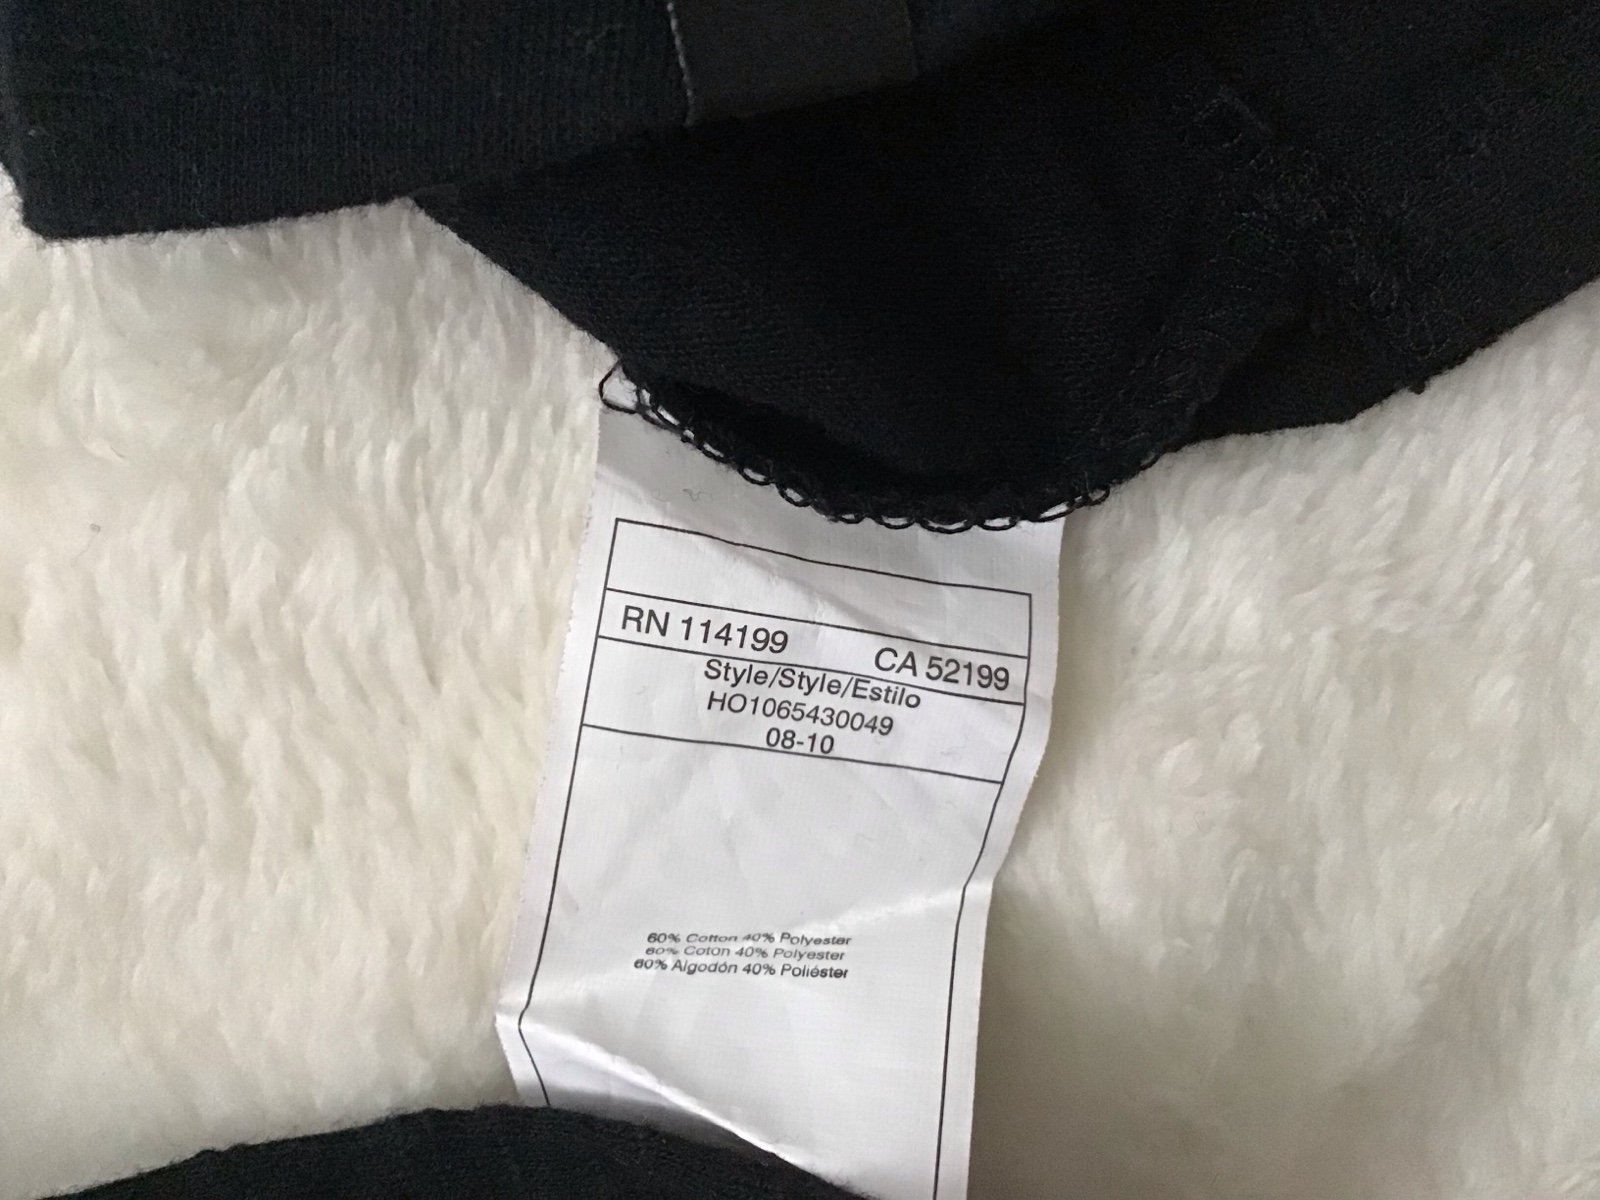 RN 114199 CA 52199
Style/Style/Estilo
HO1065430049
08-10
60% Cotton 40% Polyester
60% Coton 40% Polyester
60% Algodón 40% Poliéster